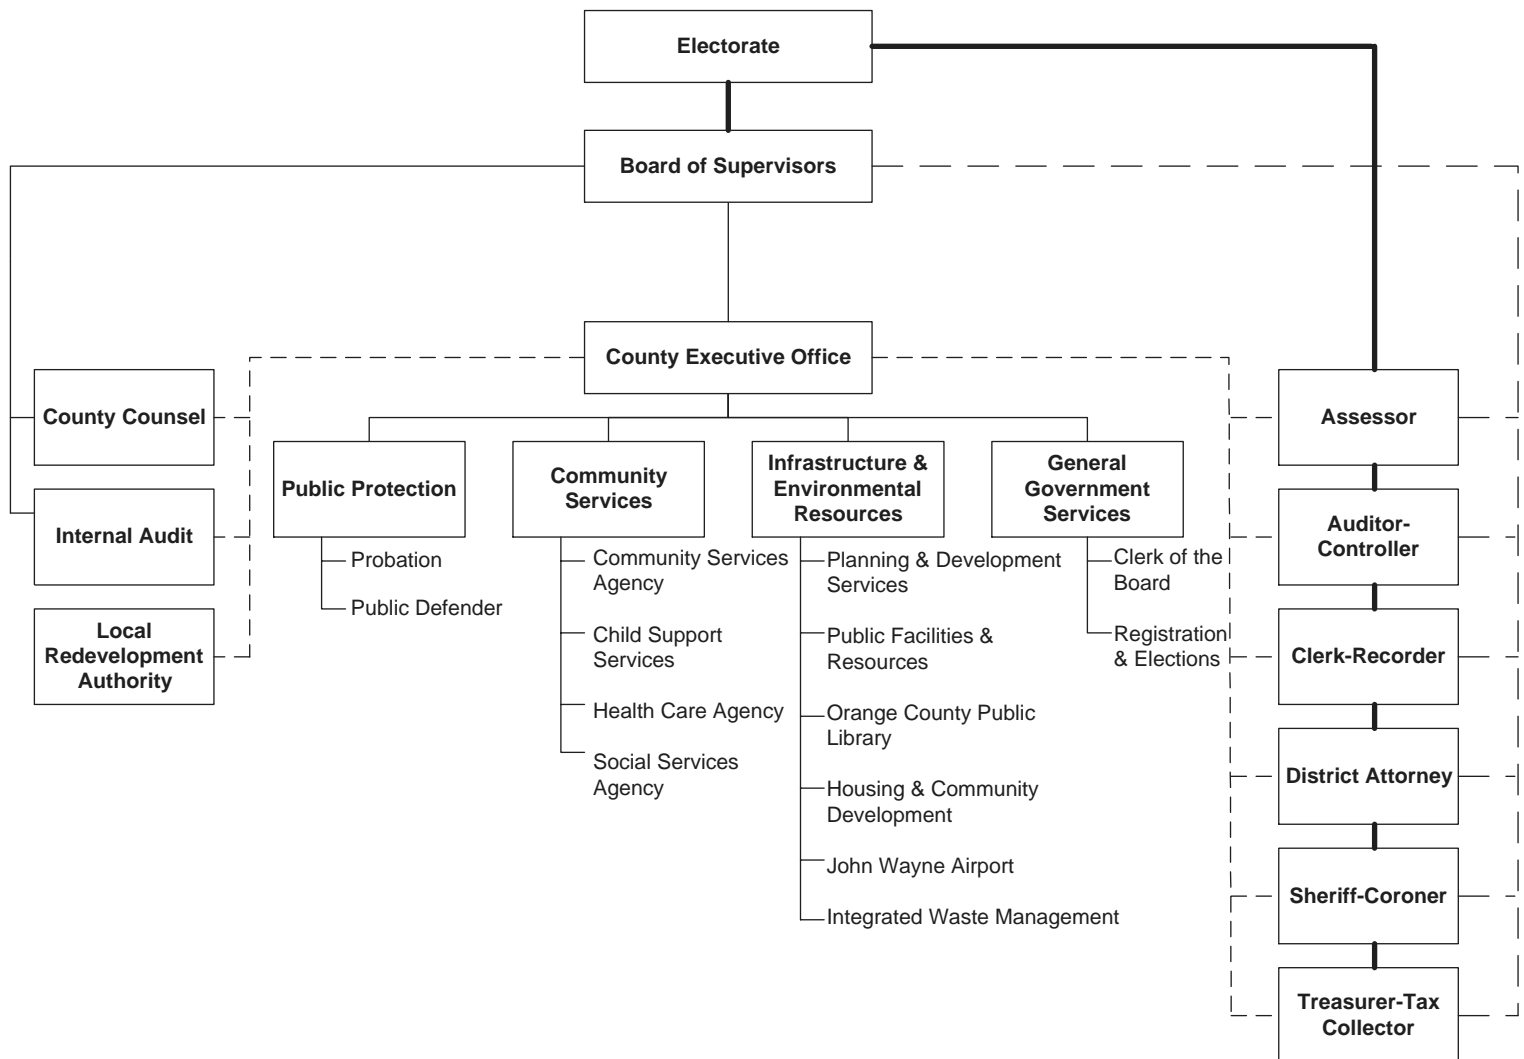 Electorate
Board of Supervisors
County Executive Office
County Counsel
Internal Audit
Local
Redevelopment
Authority
Public Protection
Probation
Public Defender
Community
Services
Community Services
Agency
Child Support
Services
Health Care Agency
Social Services
Agency
Infrastructure &
Environmental
Resources
Planning & Development
Services
Public Facilities &
Resources
Orange County Public
Library
Housing & Community
Development
John Wayne Airport
Integrated Waste Management
General
Government
Services
Clerk of the
Board
Registration
& Elections
Assessor
Auditor-
Controller
Clerk-Recorder
District Attorney
Sheriff-Coroner
Treasurer-Tax
Collector